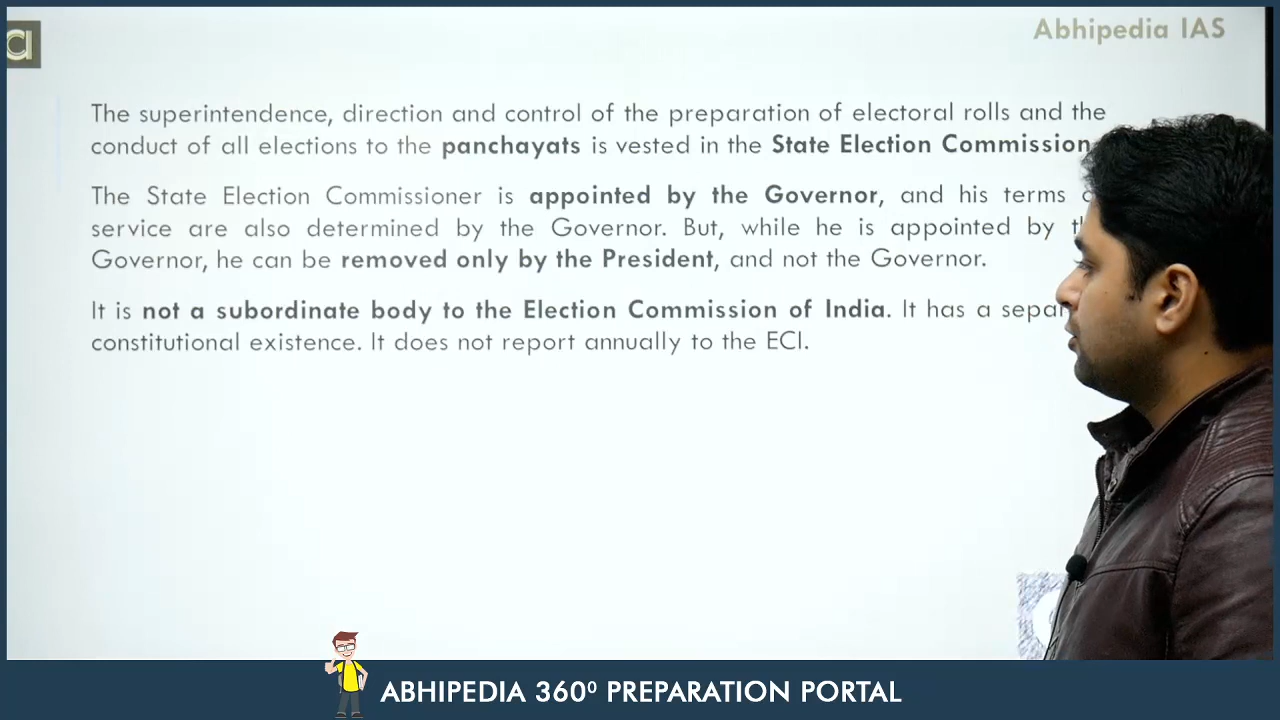 a
Abhipedia IAS
The superintendence, direction and control of the preparation of electoral rolls and the
conduct of all elections to the panchayats is vested in the State Election Commission
The State Election Commissioner is appointed by the Governor, and his terms
service are also determined by the Governor. But, while he is appointed by
Governor, he can be removed only by the President, and not the Governor.
It is not a subordinate body to the Election Commission of India. It has a
constitutional existence. It does not report annually to the ECI.
ABHIPEDIA 360⁰ PREPARATION PORTAL